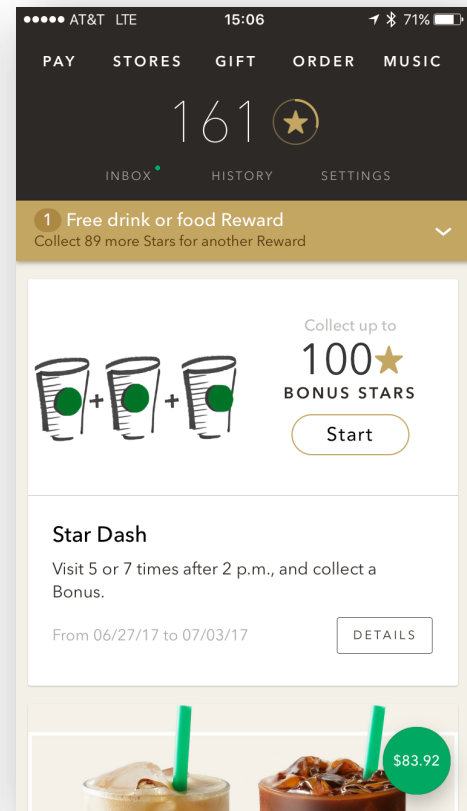 AT&T LTE 15:06 71%
PAY STORES GIFT ORDER MUSIC
161
INBOX HISTORY SETTINGS
1 Free drink or food Reward
Collect 89 more Stars for another Reward
Collect up to
100
BONUS STARS
+ +
Start
Star Dash
Visit 5 or 7 times after 2 p.m., and collect a
Bonus.
From 06/27/17 to 07/03/17
DETAILS
$83.92